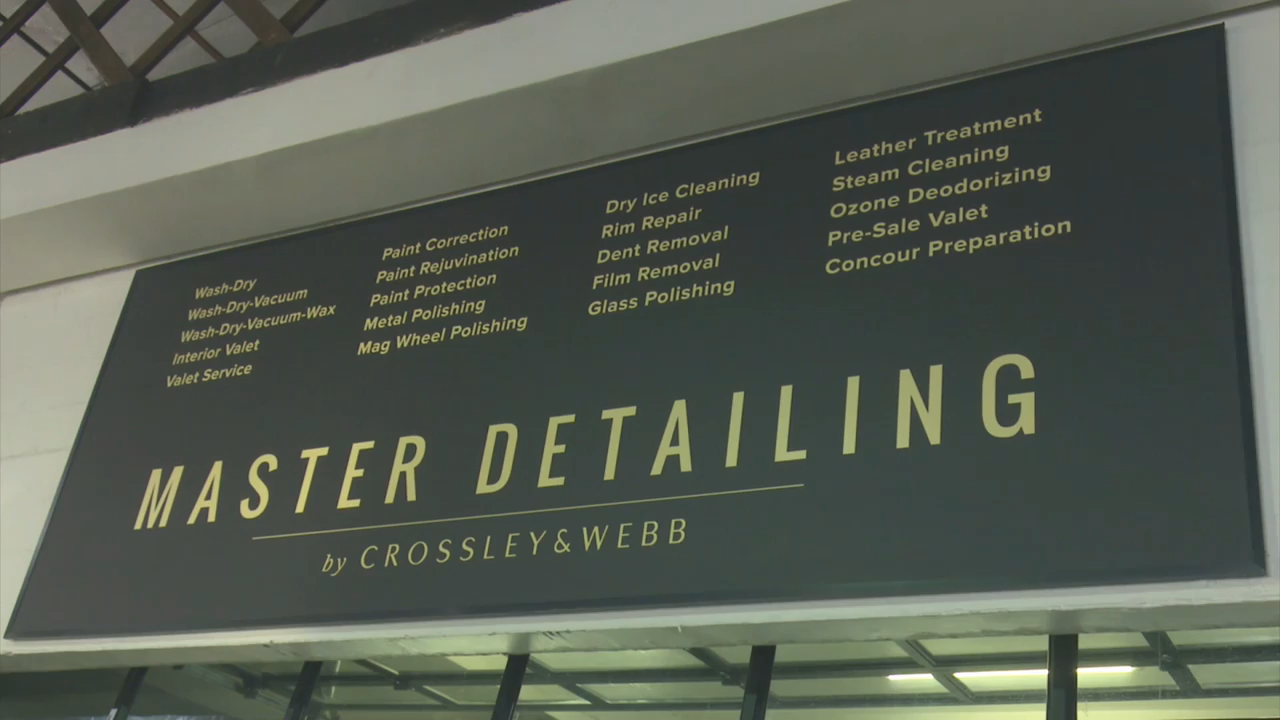 Wash-Dry
Wash-Dry-Vacuum
Wash-Dry-Vacuum-Wax
Interior Valet
Valet Service
Paint Correction
Paint Rejuvination
Paint Protection
Metal Polishing
Mag Wheel Polishing
Dry Ice Cleaning
Rim Repair
Dent Removal
Film Removal
Glass Polishing
Leather Treatment
Steam Cleaning
Ozone Deodorizing
Pre-Sale Valet
Concour Preparation
MASTER DETAILING
by CROSSLEY&WEBB